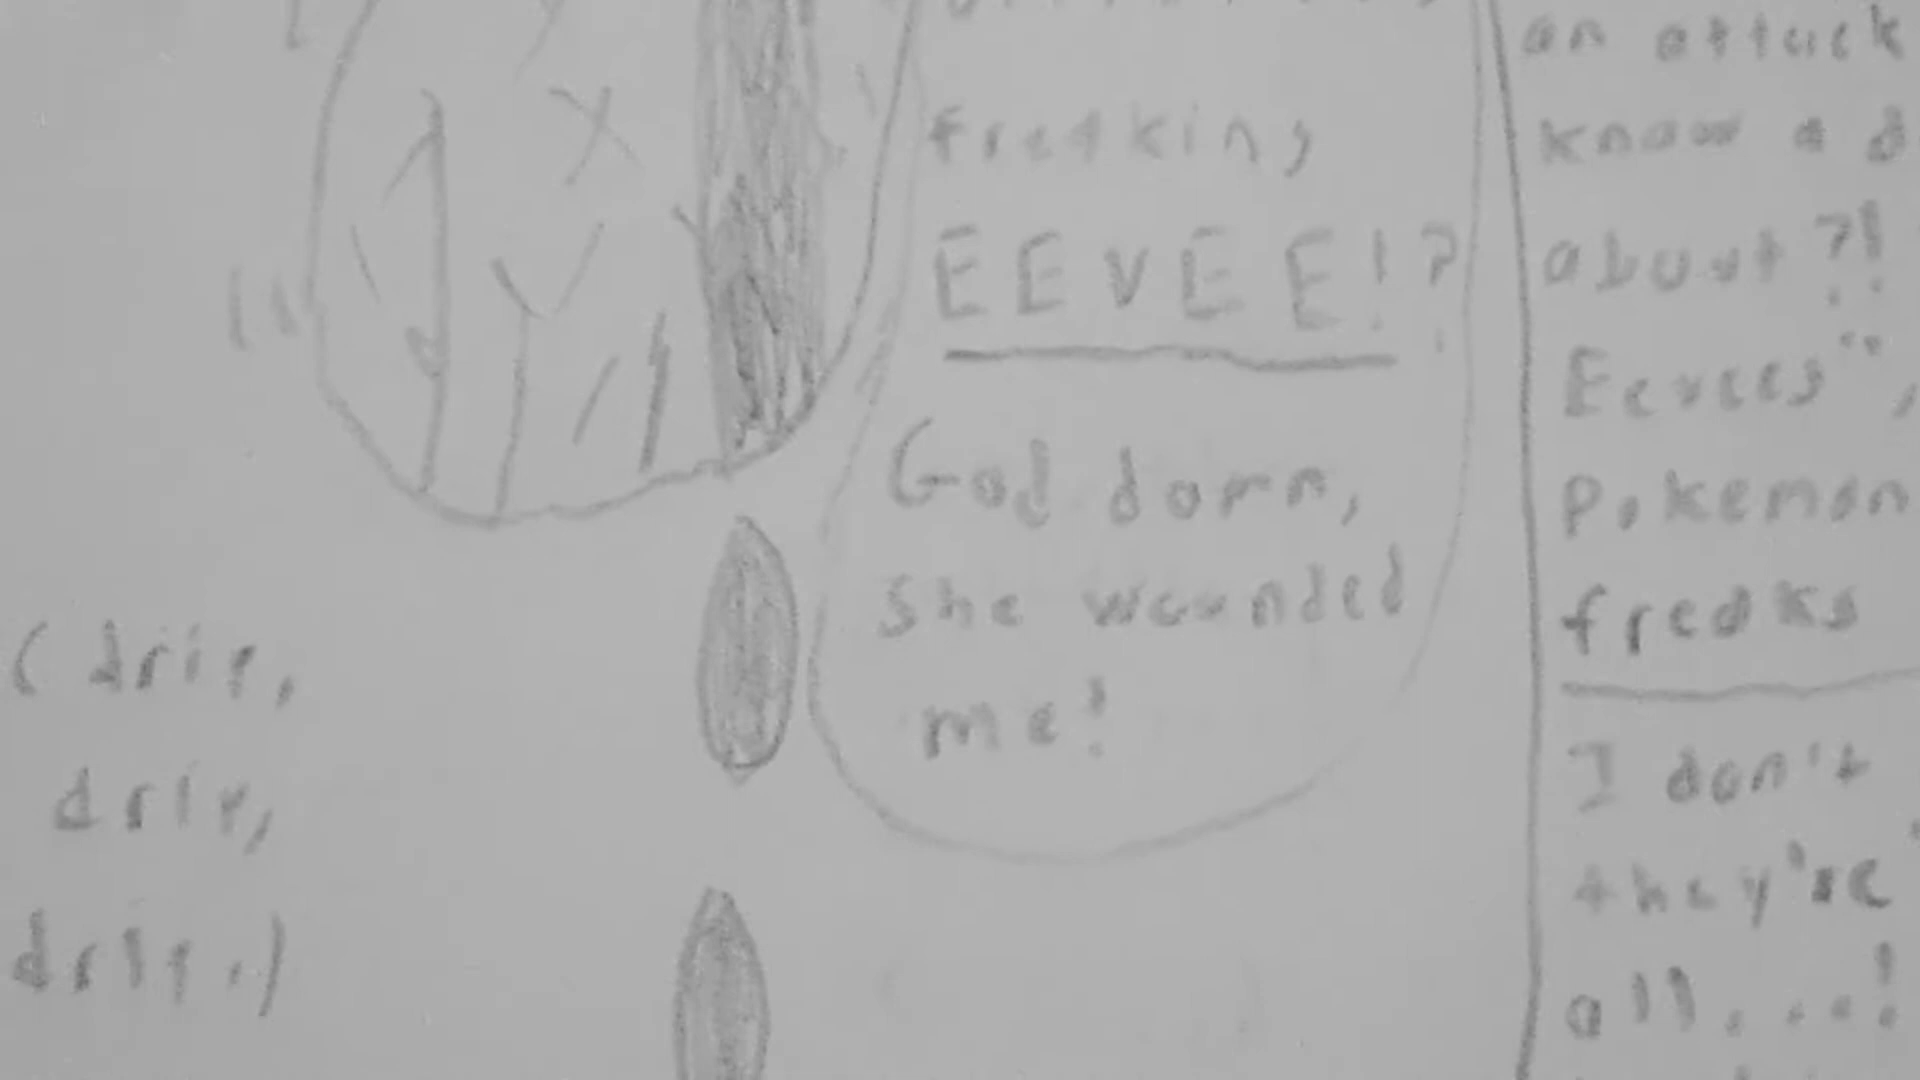 freaking
EEVEE!?
God damn,
she wounded
me!
(drip,
drip,
drip.)
an attack
know a d
about?!
Eevees",
Pokemon
freaks
I don't
they're
all...!